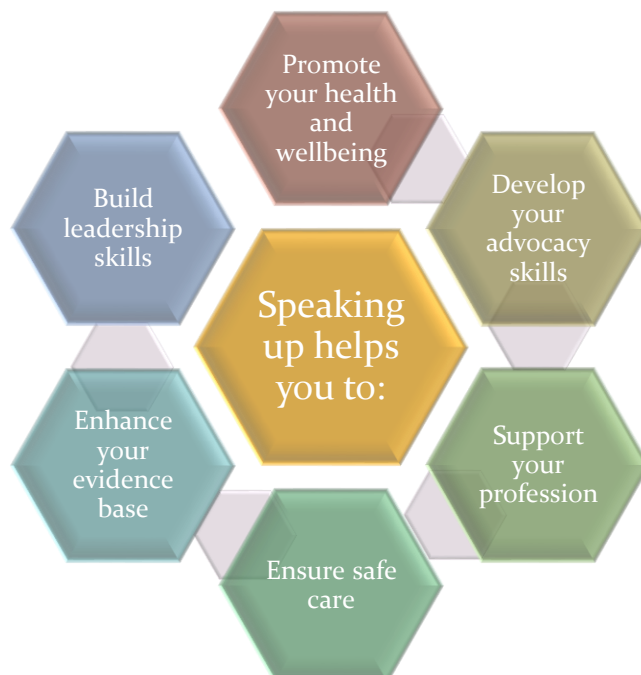 Promote
your health
and
wellbeing
Develop
your
advocacy
skills
Support
your
profession
Ensure safe
care
Enhance
your
evidence
base
Build
leadership
skills
Speaking
up helps
you to: